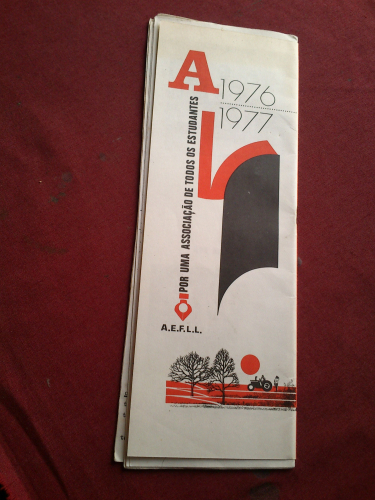 A
1976
1977
POR UMA ASSOCIAÇÃO DE TODOS OS ESTUDANTES
A.E.F.L.L.